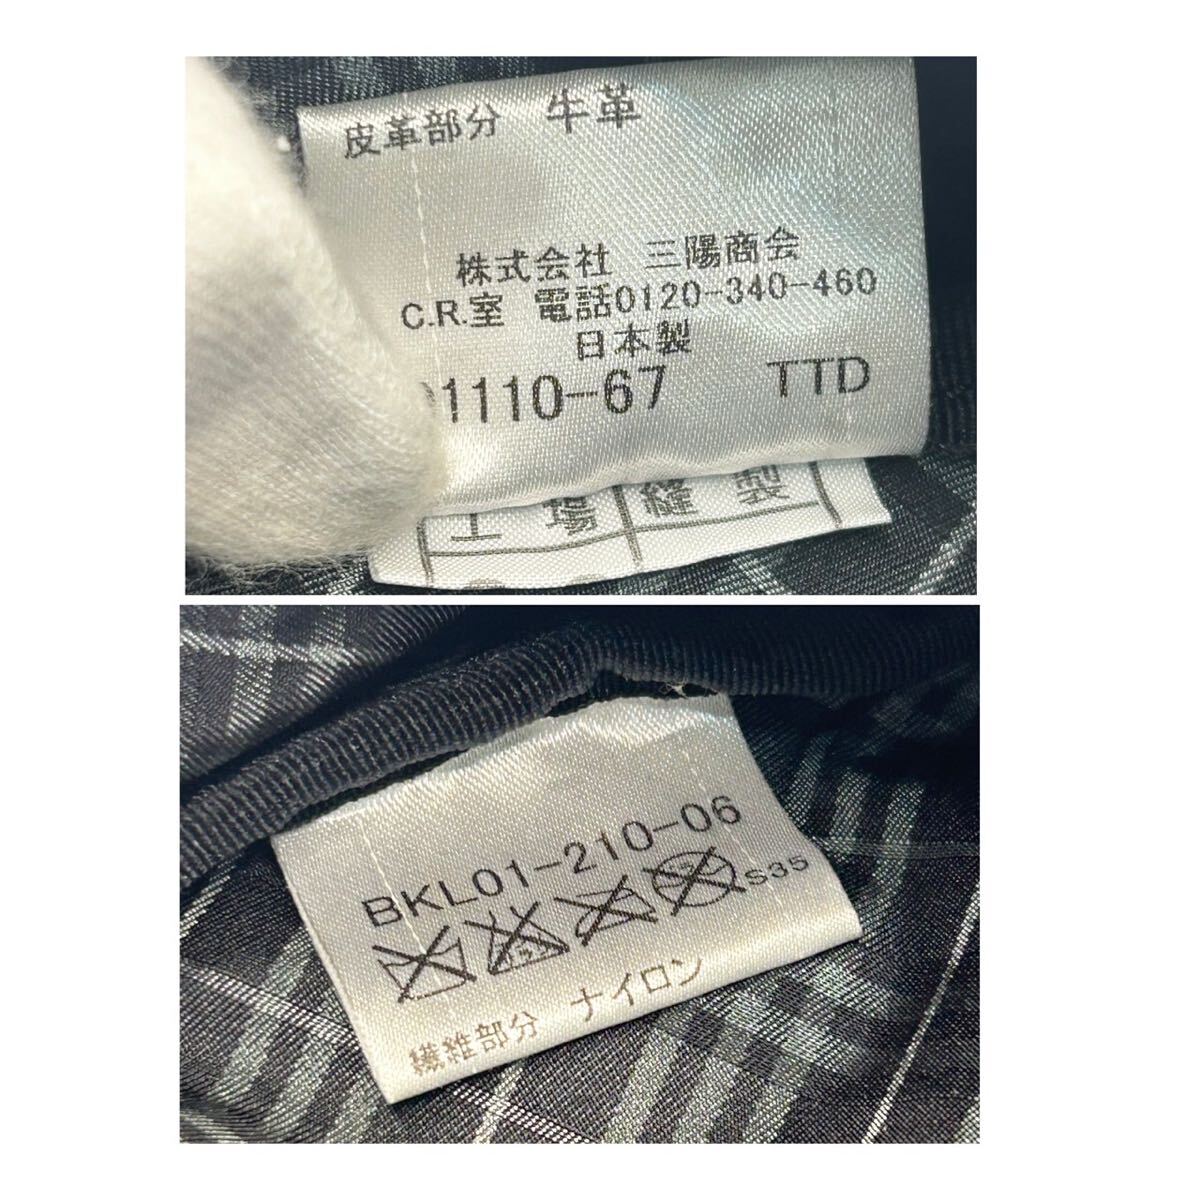 皮革部分 牛革
株式会社 三陽商会
C.R.室 電話0120-340-460
日本製
1110-67 TTD
工場縫製
BKL01-210-06
S35
繊維部分 ナイロン